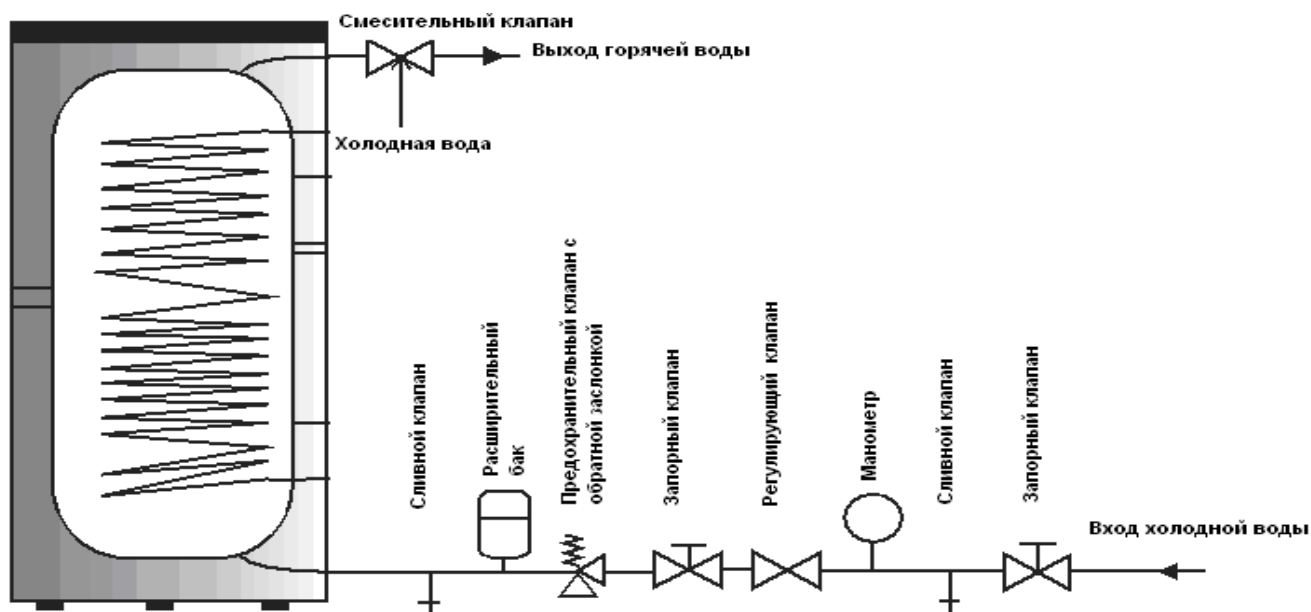 Смесительный клапан
Выход горячей воды
Холодная вода
Сливной клапан
Расширительный
бак
Предохранительный клапан с
обратной заслонкой
Запорный клапан
Регулирующий клапан
Манометр
Сливной клапан
Запорный клапан
Вход холодной воды